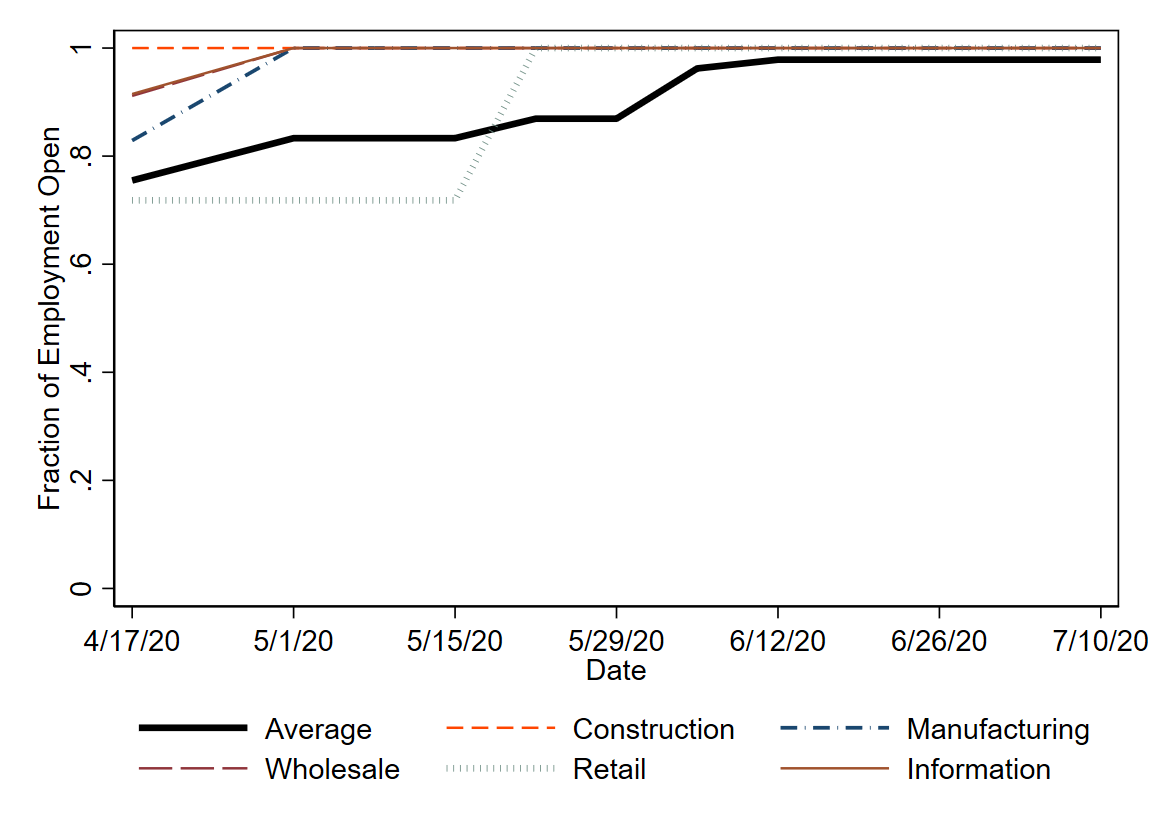 Fraction of Employment Open
1
.8
.6
.4
.2
0
4/17/20 5/1/20 5/15/20 5/29/20 6/12/20 6/26/20 7/10/20
Date
Average Construction Manufacturing
Wholesale Retail Information